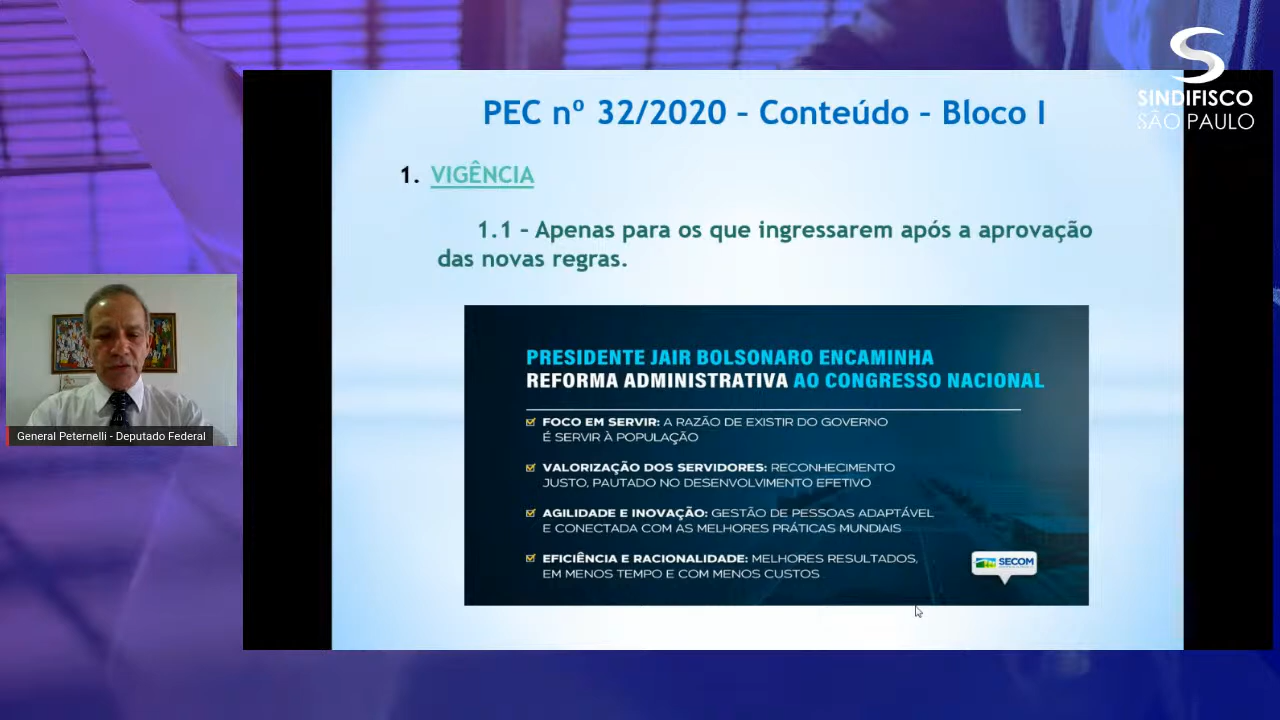 SINDIFISCO
SÃO PAULO
PEC nº 32/2020 – Conteúdo – Bloco I
1. VIGÊNCIA
1.1 – Apenas para os que ingressarem após a aprovação
das novas regras.
PRESIDENTE JAIR BOLSONARO ENCAMINHA
REFORMA ADMINISTRATIVA AO CONGRESSO NACIONAL
FOCO EM SERVIR: A RAZÃO DE EXISTIR DO GOVERNO
É SERVIR À POPULAÇÃO
VALORIZAÇÃO DOS SERVIDORES: RECONHECIMENTO
JUSTO, PAUTADO NO DESENVOLVIMENTO EFETIVO
AGILIDADE E INOVAÇÃO: GESTÃO DE PESSOAS ADAPTÁVEL
E CONECTADA COM AS MELHORES PRÁTICAS MUNDIAIS
EFICIÊNCIA E RACIONALIDADE: MELHORES RESULTADOS,
EM MENOS TEMPO E COM MENOS CUSTOS
SECOM
General Peternelli - Deputado Federal